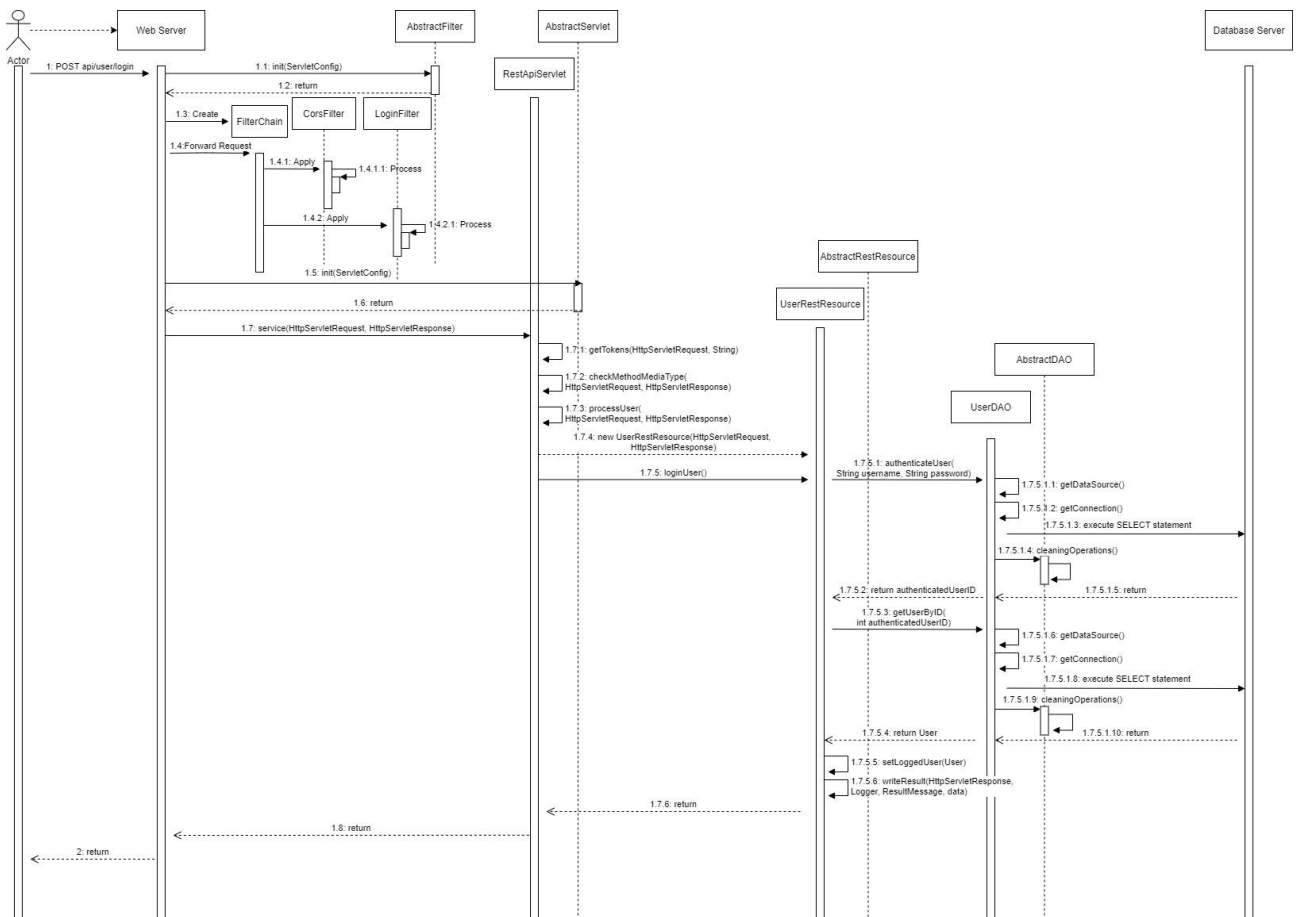 AbstractFilter
AbstractServlet
Web Server
Database Server
Actor
1: POST api/user/login
1.1: init(ServletConfig)
RestApiServlet
1.2: return
1.3: Create
FilterChain
CorsFilter
LoginFilter
1.4:Forward Request
1.4.1: Apply
1.4.1.1: Process
1.4.2: Apply
1.4.2.1: Process
AbstractRestResource
1.5: init(ServletConfig)
1.6: return
UserRestResource
1.7: service(HttpServletRequest, HttpServletResponse)
1.7.1: getTokens(HttpServletRequest, String)
AbstractDAO
1.7.2: checkMethodMediaType(
HttpServletRequest, HttpServletResponse)
1.7.3: processUser(
HttpServletRequest, HttpServletResponse)
UserDAO
1.7.4: new UserRestResource(HttpServletRequest,
HttpServletResponse)
1.7.5: loginUser()
1.7.5.1: authenticateUser(
String username, String password)
1.7.5.1.1: getDataSource()
1.7.5.1.2: getConnection()
1.7.5.1.3: execute SELECT statement
1.7.5.1.4: cleaningOperations()
1.7.5.2: return authenticatedUserID
1.7.5.1.5: return
1.7.5.3: getUserByID(
int authenticatedUserID)
1.7.5.1.6: getDataSource()
1.7.5.1.7: getConnection()
1.7.5.1.8: execute SELECT statement
1.7.5.1.9: cleaningOperations()
1.7.5.4: return User
1.7.5.1.10: return
1.7.5.5: setLoggedUser(User)
1.7.5.6: writeResult(HttpServletResponse,
Logger, ResultMessage, data)
1.7.6: return
1.8: return
2: return